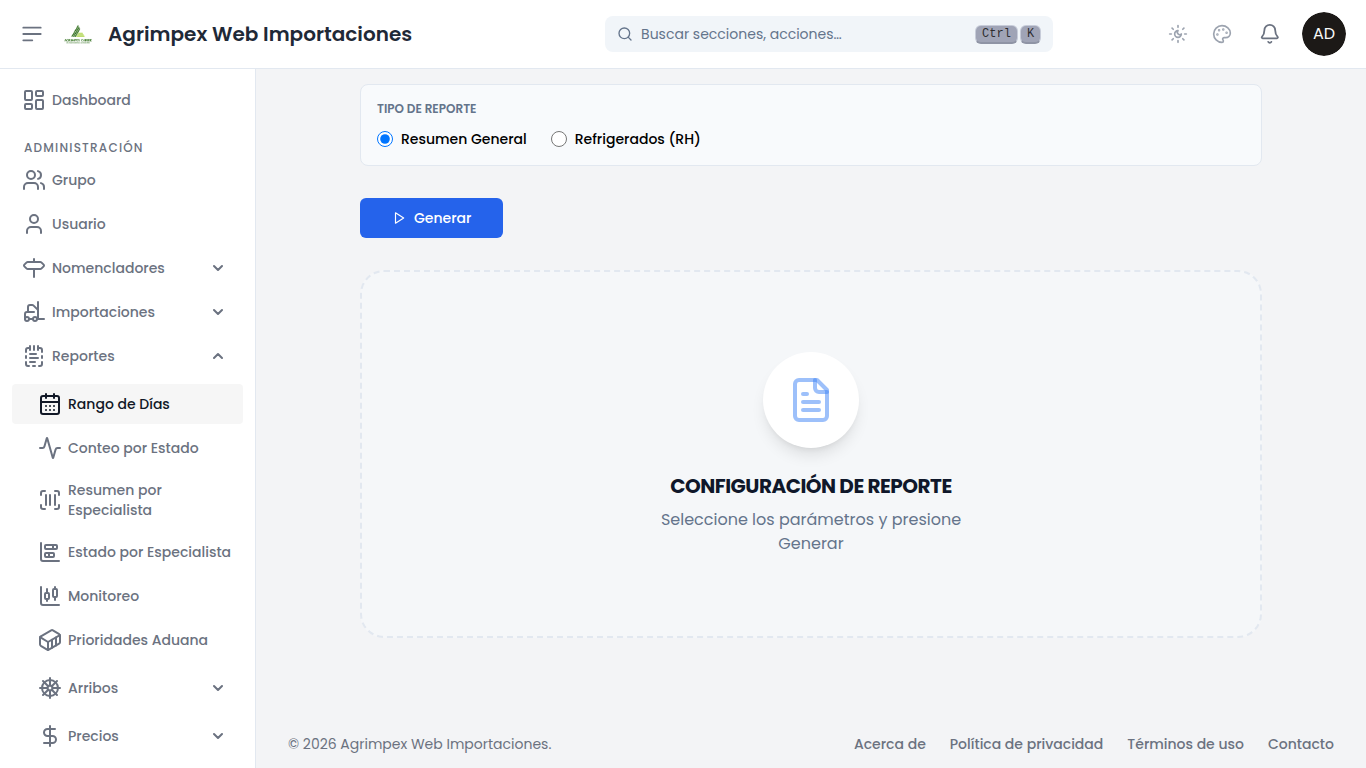 Agrimpex Web Importaciones
Buscar secciones, acciones…
Ctrl K
AD
Dashboard
ADMINISTRACIÓN
Grupo
Usuario
Nomencladores
Importaciones
Reportes
Rango de Días
Conteo por Estado
Resumen por
Especialista
Estado por Especialista
Monitoreo
Prioridades Aduana
Arribos
Precios
TIPO DE REPORTE
Resumen General
Refrigerados (RH)
Generar
CONFIGURACIÓN DE REPORTE
Seleccione los parámetros y presione
Generar
© 2026 Agrimpex Web Importaciones.
Acerca de
Política de privacidad
Términos de uso
Contacto